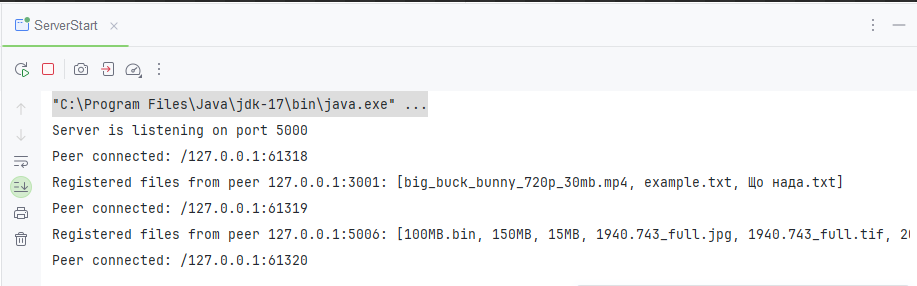 ServerStart
"C:\Program Files\Java\jdk-17\bin\java.exe" ...
Server is listening on port 5000
Peer connected: /127.0.0.1:61318
Registered files from peer 127.0.0.1:3001: [big_buck_bunny_720p_30mb.mp4, example.txt, Що нада.txt]
Peer connected: /127.0.0.1:61319
Registered files from peer 127.0.0.1:5006: [100MB.bin, 150MB, 15MB, 1940.743_full.jpg, 1940.743_full.tif,
Peer connected: /127.0.0.1:61320